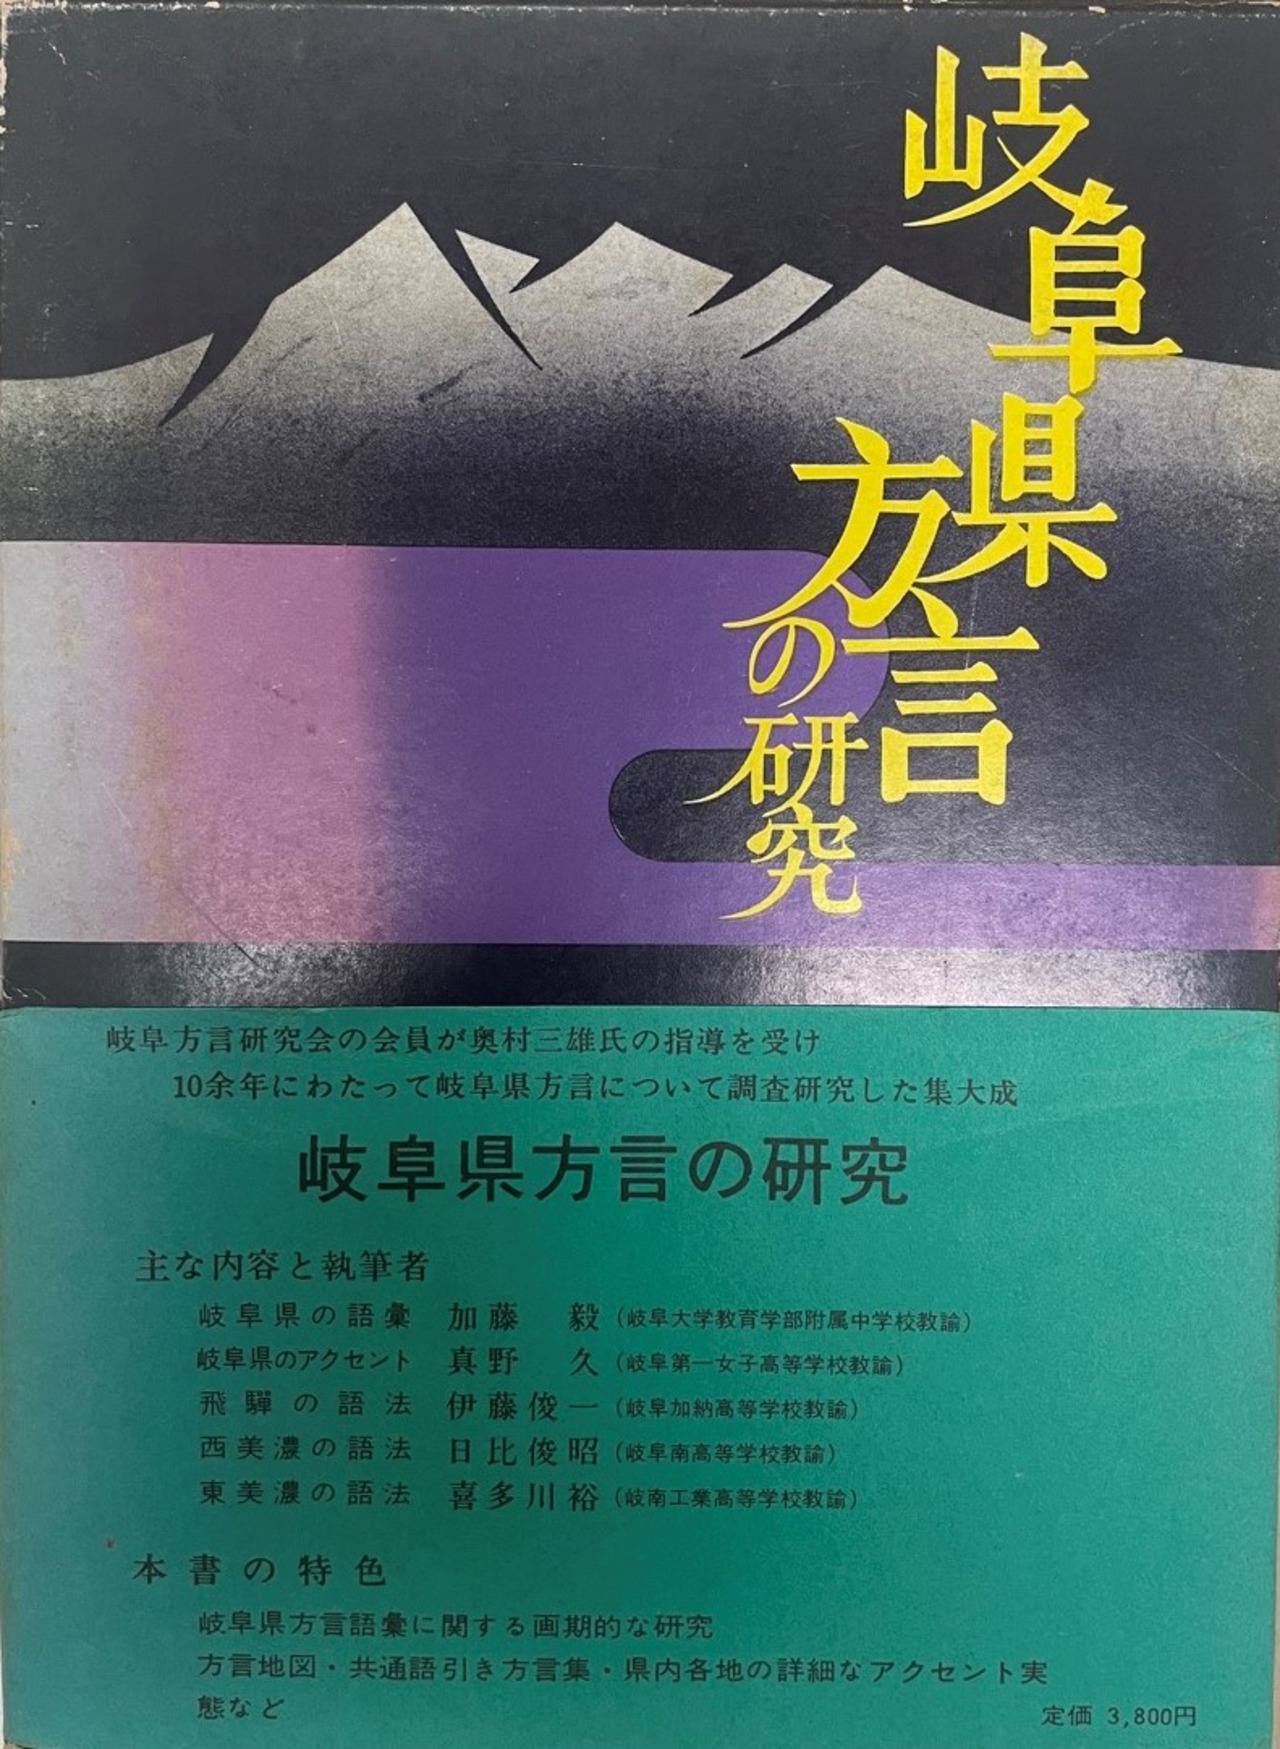 岐阜県方言の研究
岐阜方言研究会の会員が奥村三雄氏の指導を受け
10余年にわたって岐阜県方言について調査研究した集大成
岐阜県方言の研究
主な内容と執筆者
岐阜県の語彙 加藤 毅 (岐阜大学教育学部附属中学校教諭)
岐阜県のアクセント 真野 久 (岐阜第一女子高等学校教諭)
飛驒の語法 伊藤俊一 (岐阜加納高等学校教諭)
西美濃の語法 日比俊昭 (岐阜南高等学校教諭)
東美濃の語法 喜多川裕 (岐南工業高等学校教諭)
本書の特色
岐阜県方言語彙に関する画期的な研究
方言地図・共通語引き方言集・県内各地の詳細なアクセント実
態など
定価 3,800円